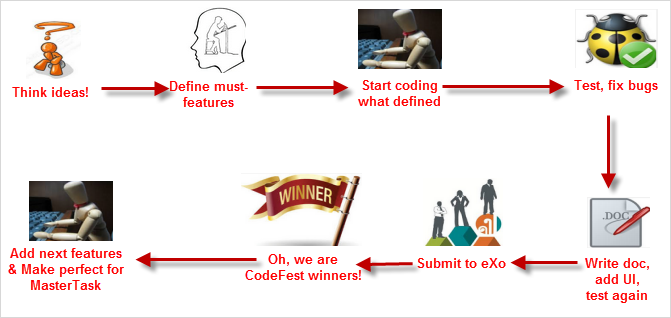 Think ideas!
Define must-
features
Start coding
what defined
Test, fix bugs
.DOC
Write doc,
add UI,
test again
Submit to eXo
WINNER
Oh, we are
CodeFest winners!
Add next features
& Make perfect for
MasterTask